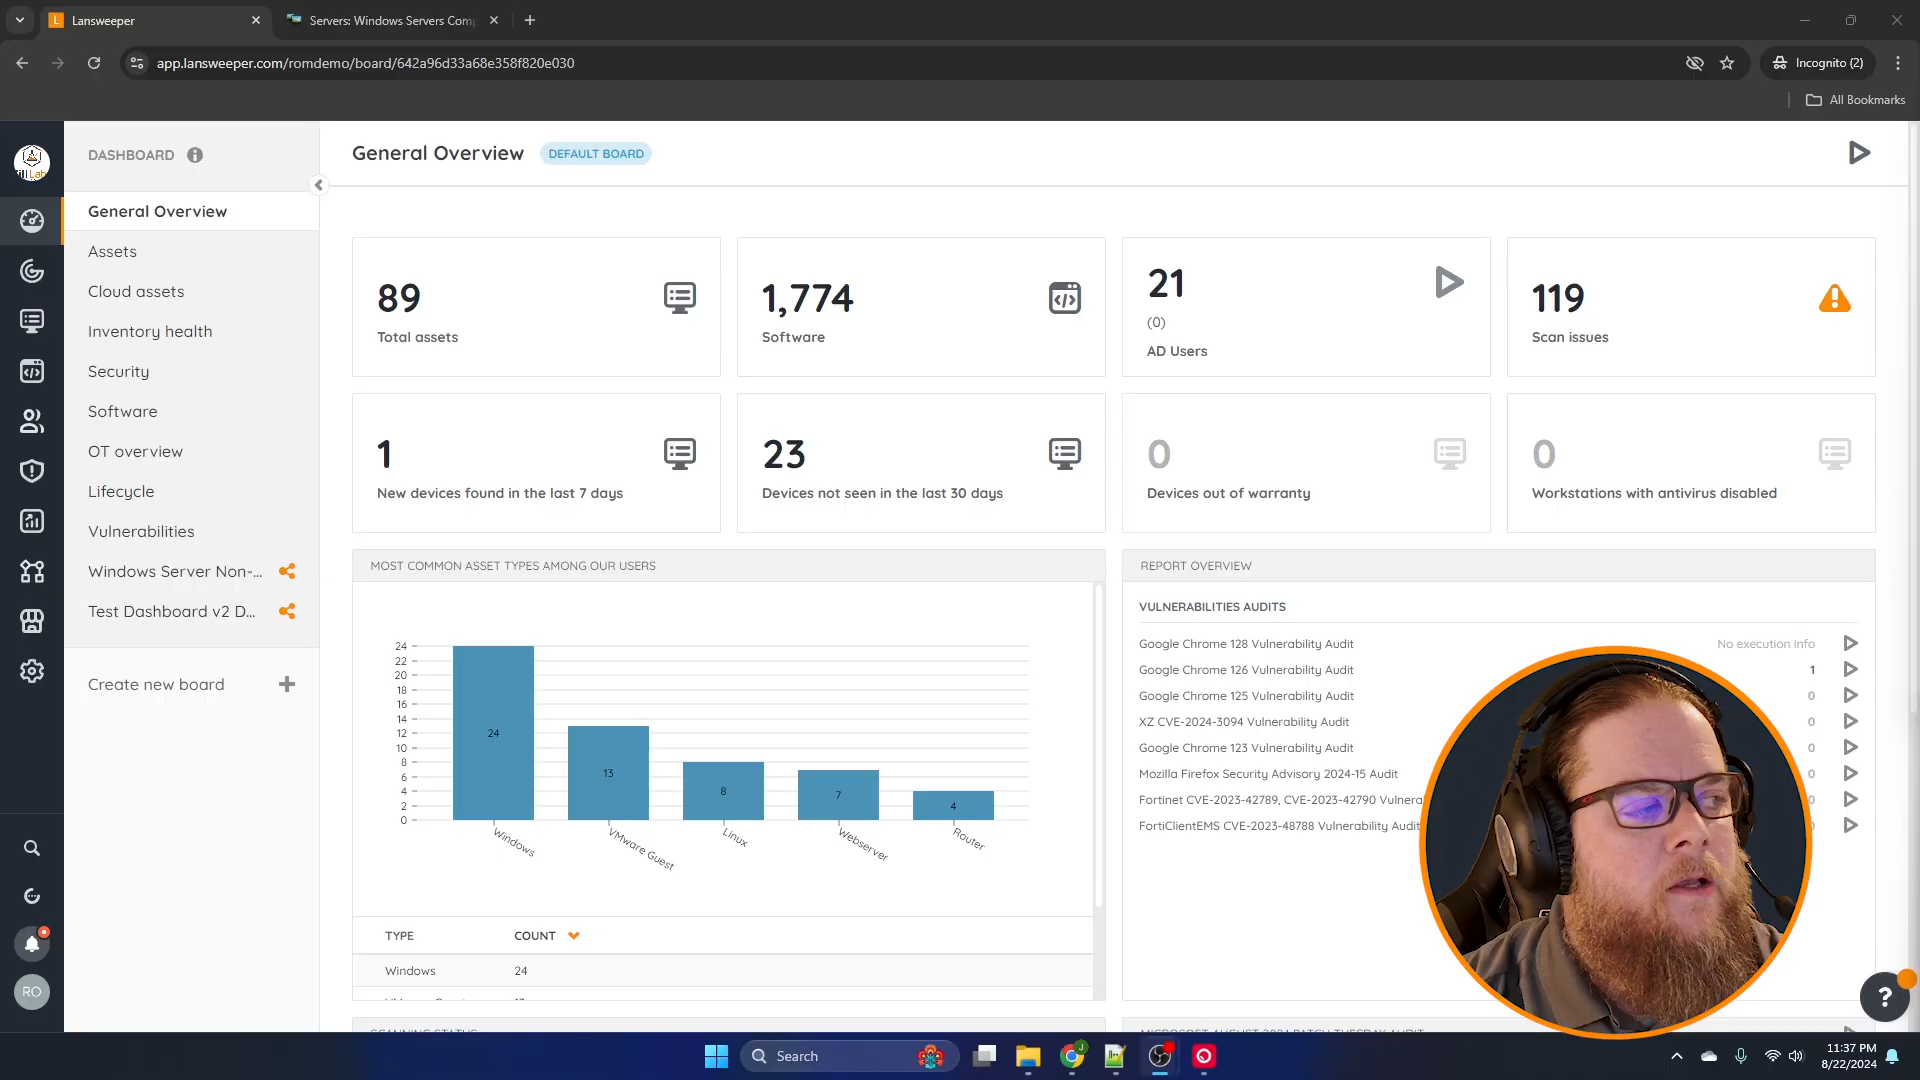 Lansweeper
Servers: Windows Servers Com
app.lansweeper.com/romdemo/board/642a96d33a68e358f820e030
Incognito (2)
All Bookmarks
DASHBOARD
General Overview
Assets
Cloud assets
Inventory health
Security
Software
OT overview
Lifecycle
Vulnerabilities
Windows Server Non-...
Test Dashboard v2 D...
Create new board
RO
General Overview
DEFAULT BOARD
89
Total assets
1,774
Software
21
(0)
AD Users
119
Scan issues
1
New devices found in the last 7 days
23
Devices not seen in the last 30 days
0
Devices out of warranty
0
Workstations with antivirus disabled
MOST COMMON ASSET TYPES AMONG OUR USERS
24
22
20
18
16
14
12
10
8
6
4
2
0
24
13
8
7
4
Windows
VMware Guest
Linux
Webserver
Router
TYPE COUNT
Windows 24
REPORT OVERVIEW
VULNERABILITIES AUDITS
Google Chrome 128 Vulnerability Audit No execution info
Google Chrome 126 Vulnerability Audit 1
Google Chrome 125 Vulnerability Audit 0
XZ CVE-2024-3094 Vulnerability Audit 0
Google Chrome 123 Vulnerability Audit 0
Mozilla Firefox Security Advisory 2024-15 Audit 0
Fortinet CVE-2023-42789, CVE-2023-42790 Vulnera 0
FortiClientEMS CVE-2023-48788 Vulnerability Audit
SCANNING STATUS
MICROSOFT AUGUST 2024 PATCH TUESDAY AUDIT
?
Search
11:37 PM
8/22/2024